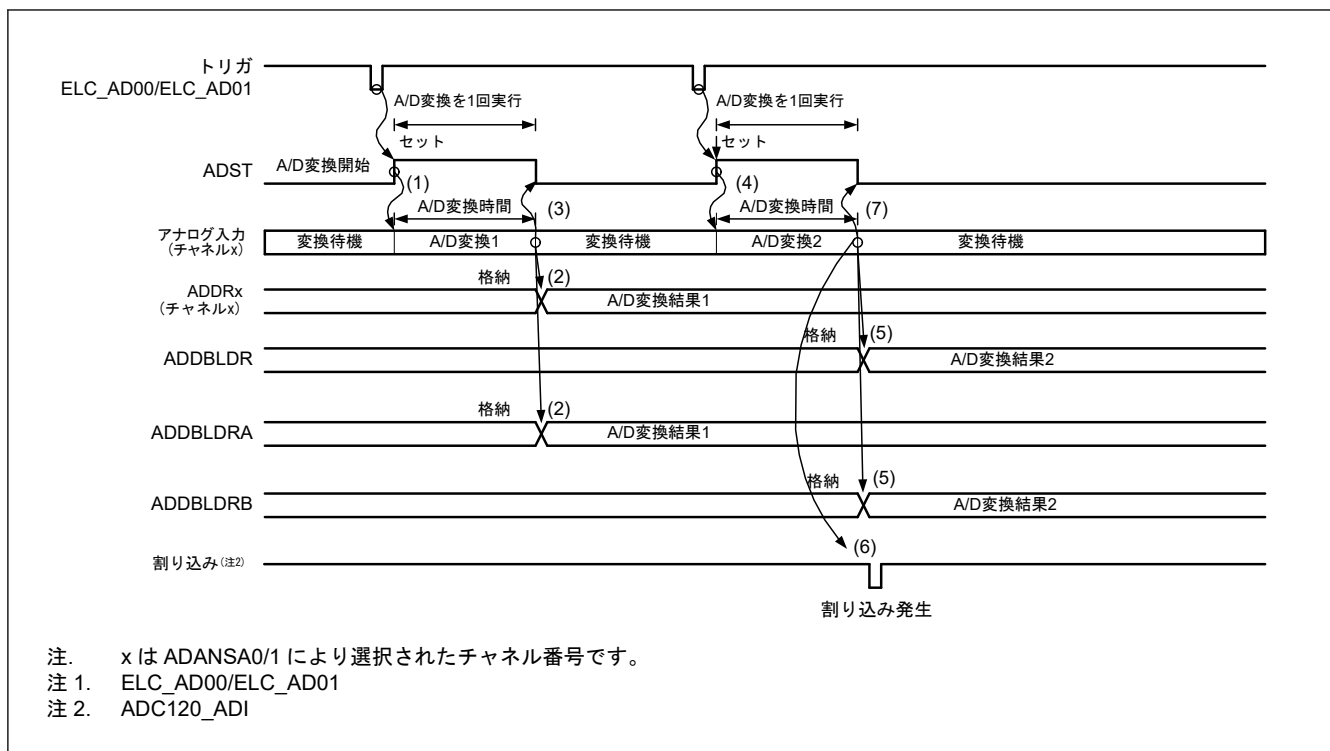 トリガ
ELC_AD00/ELC_AD01
A/D変換を1回実行
A/D変換を1回実行
セット
セット
ADST
A/D変換開始
(1)
(3)
(4)
(7)
A/D変換時間
A/D変換時間
アナログ入力
(チャネルx)
変換待機
A/D変換1
変換待機
A/D変換2
変換待機
ADDRx
(チャネルx)
格納
(2)
A/D変換結果1
ADDBLDR
格納
(5)
A/D変換結果2
ADDBLDRA
格納
(2)
A/D変換結果1
ADDBLDRB
格納
(5)
A/D変換結果2
割り込み(注2)
(6)
割り込み発生
注. x は ADANSA0/1 により選択されたチャネル番号です。
注 1. ELC_AD00/ELC_AD01
注 2. ADC120_ADI